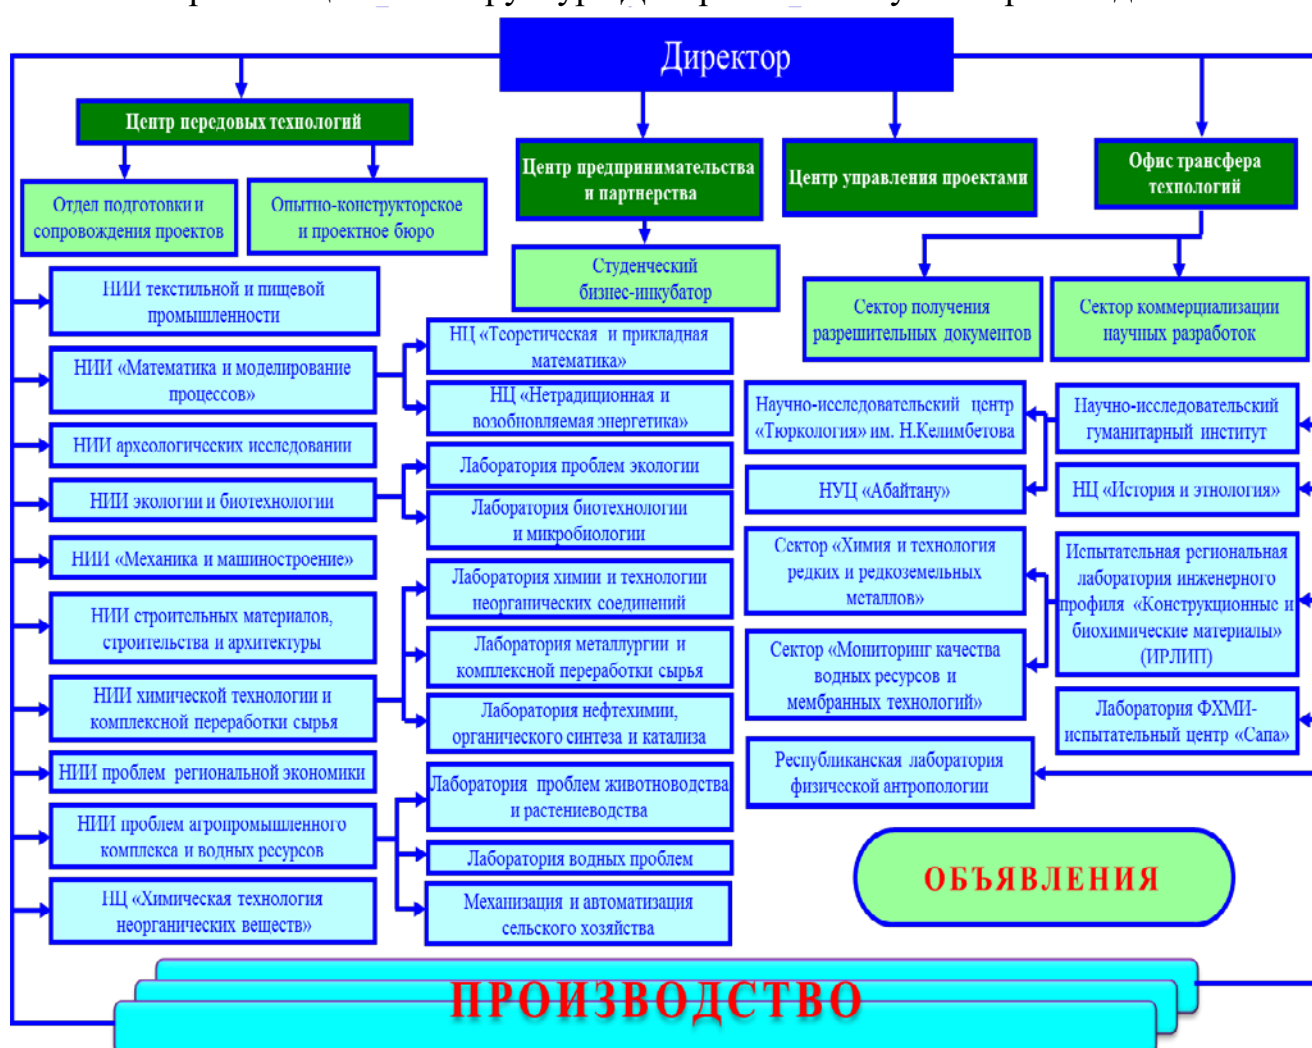 Директор
Центр передовых технологий
Отдел подготовки и
сопровождения проектов
Опытно-конструкторское
и проектное бюро
Центр предпринимательства
и партнерства
Студенческий
бизнес-инкубатор
Центр управления проектами
Офис трансфера
технологий
Сектор получения
разрешительных документов
Сектор коммерциализации
научных разработок
НИИ текстильной и пищевой
промышленности
НИИ «Математика и моделирование
процессов»
НИИ археологических исследовании
НИИ экологии и биотехнологии
НИИ «Механика и машиностроение»
НИИ строительных материалов,
строительства и архитектуры
НИИ химической технологии и
комплексной переработки сырья
НИИ проблем региональной экономики
НИИ проблем агропромышленного
комплекса и водных ресурсов
НЦ «Химическая технология
неорганических веществ»
НЦ «Теоретическая и прикладная
математика»
НЦ «Нетрадиционная и
возобновляемая энергетика»
Лаборатория проблем экологии
Лаборатория биотехнологии
и микробиологии
Лаборатория химии и технологии
неорганических соединений
Лаборатория металлургии и
комплексной переработки сырья
Лаборатория нефтехимии,
органического синтеза и катализа
Лаборатория проблем животноводства
и растениеводства
Лаборатория водных проблем
Механизация и автоматизация
сельского хозяйства
Научно-исследовательский центр
«Тюркология» им. Н.Келимбетова
НУЦ «Абайтану»
Сектор «Химия и технология
редких и редкоземельных
металлов»
Сектор «Мониторинг качества
водных ресурсов и
мембранных технологий»
Республиканская лаборатория
физической антропологии
Научно-исследовательский
гуманитарный институт
НЦ «История и этнология»
Испытательная региональная
лаборатория инженерного
профиля «Конструкционные и
биохимические материалы»
(ИРЛИП)
Лаборатория ФХМИ-
испытательный центр «Сапа»
ОБЪЯВЛЕНИЯ
ПРОИЗВОДСТВО